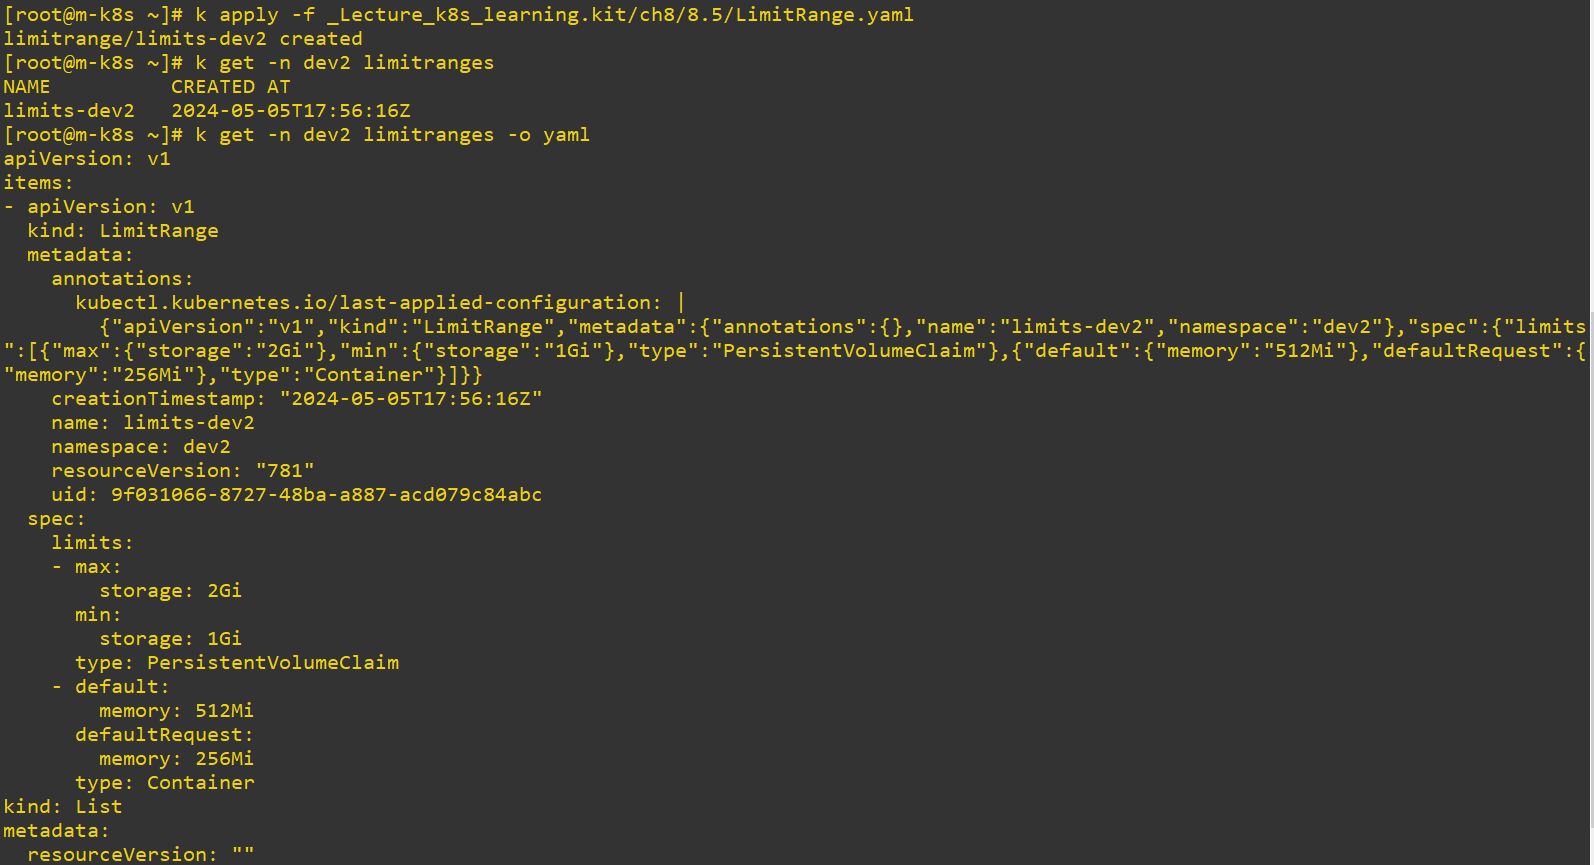 [root@m-k8s ~]# k apply -f _Lecture_k8s_learning.kit/ch8/8.5/LimitRange.yaml
limitrange/limits-dev2 created
[root@m-k8s ~]# k get -n dev2 limitranges
NAME          CREATED AT
limits-dev2   2024-05-05T17:56:16Z
[root@m-k8s ~]# k get -n dev2 limitranges -o yaml
apiVersion: v1
items:
- apiVersion: v1
  kind: LimitRange
  metadata:
    annotations:
      kubectl.kubernetes.io/last-applied-configuration: |
        {"apiVersion":"v1","kind":"LimitRange","metadata":{"annotations":{},"name":"limits-dev2","namespace":"dev2"},"spec":{"limits
":[{"max":{"storage":"2Gi"},"min":{"storage":"1Gi"},"type":"PersistentVolumeClaim"},{"default":{"memory":"512Mi"},"defaultRequest":{
"memory":"256Mi"},"type":"Container"}]}}
    creationTimestamp: "2024-05-05T17:56:16Z"
    name: limits-dev2
    namespace: dev2
    resourceVersion: "781"
    uid: 9f031066-8727-48ba-a887-acd079c84abc
  spec:
    limits:
    - max:
        storage: 2Gi
      min:
        storage: 1Gi
      type: PersistentVolumeClaim
    - default:
        memory: 512Mi
      defaultRequest:
        memory: 256Mi
      type: Container
kind: List
metadata:
  resourceVersion: ""